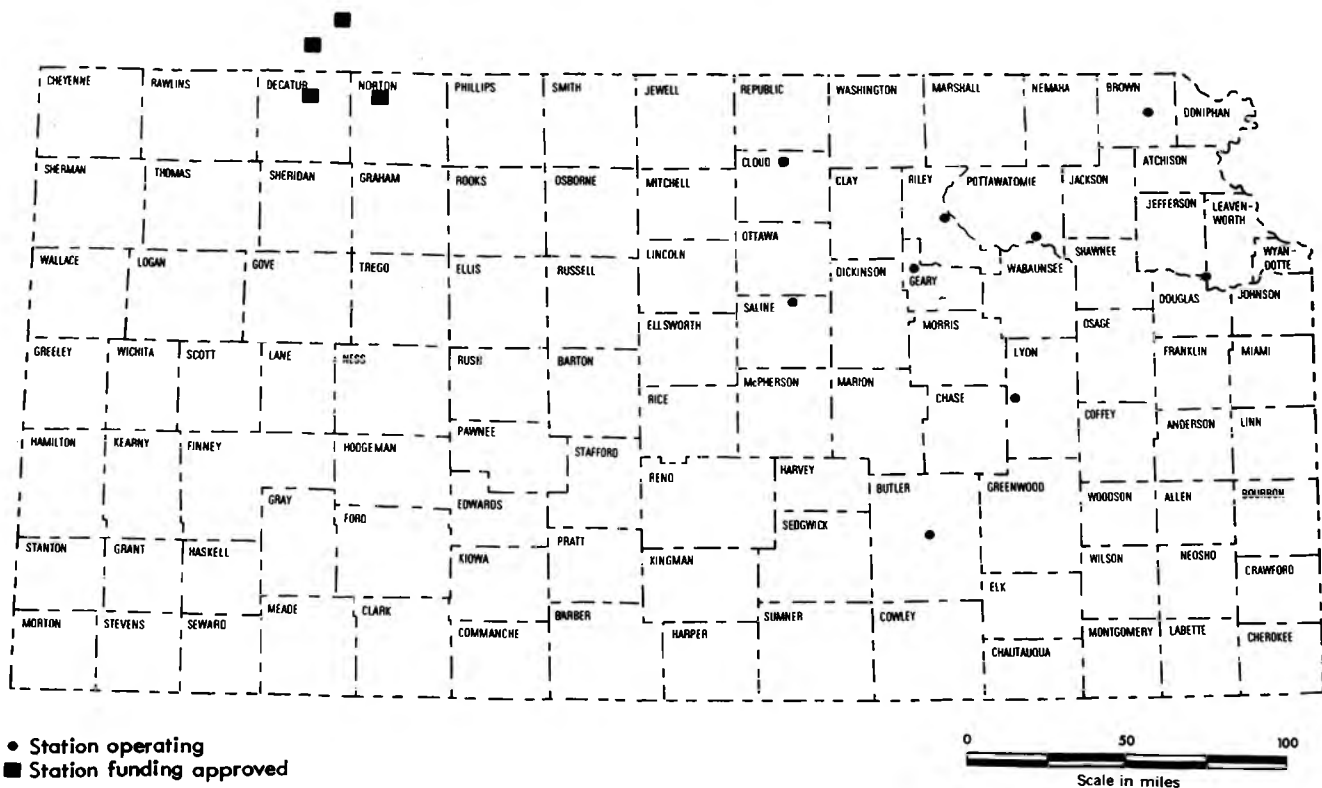 CHEYENNE RAWLINS DECATUR NORTON PHILLIPS SMITH JEWELL REPUBLIC WASHINGTON MARSHALL NEMAHA BROWN
DONIPHAN
CLOUD ATCHISON
SHERMAN THOMAS SHERIDAN GRAHAM ROOKS OSBORNE MITCHELL CLAY RILEY POTTAWATOMIE JACKSON
JEFFERSON LEAVEN-
WORTH
OTTAWA
WALLACE LOGAN GOVE TREGO ELLIS RUSSELL LINCOLN DICKINSON GEARY WABAUNSEE SHAWNEE WYAN-
DOTTE
SALINE DOUGLAS JOHNSON
ELLSWORTH MORRIS OSAGE
GREELEY WICHITA SCOTT LANE NESS RUSH BARTON LYON FRANKLIN MIAMI
RICE McPHERSON MARION CHASE
COFFEY ANDERSON LINN
HAMILTON KEARNY FINNEY HODGEMAN PAWNEE STAFFORD
RENO HARVEY BUTLER GREENWOOD
GRAY EDWARDS WOODSON ALLEN BOURBON
FORD SEDGWICK
STANTON GRANT HASKELL KIOWA PRATT KINGMAN WILSON NEOSHO CRAWFORD
ELK
MORTON STEVENS SEWARD MEADE CLARK BARBER SUMNER COWLEY
COMMANCHE HARPER MONTGOMERY LABETTE CHEROKEE
CHAUTAUQUA
● Station operating
■ Station funding approved
0 50 100
Scale in miles